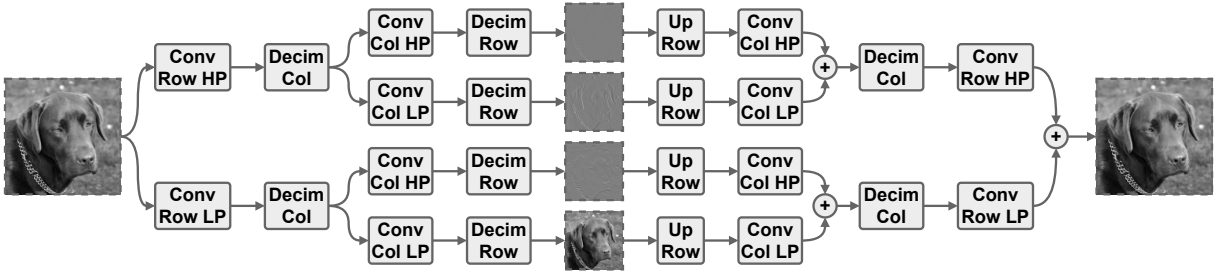 Conv
Col HP
Decim
Row
Up
Row
Conv
Col HP
Conv
Row HP
Decim
Col
+
Decim
Col
Conv
Row HP
Conv
Col LP
Decim
Row
Up
Row
Conv
Col LP
+
Conv
Col HP
Decim
Row
Up
Row
Conv
Col HP
Conv
Row LP
Decim
Col
+
Decim
Col
Conv
Row LP
Conv
Col LP
Decim
Row
Up
Row
Conv
Col LP